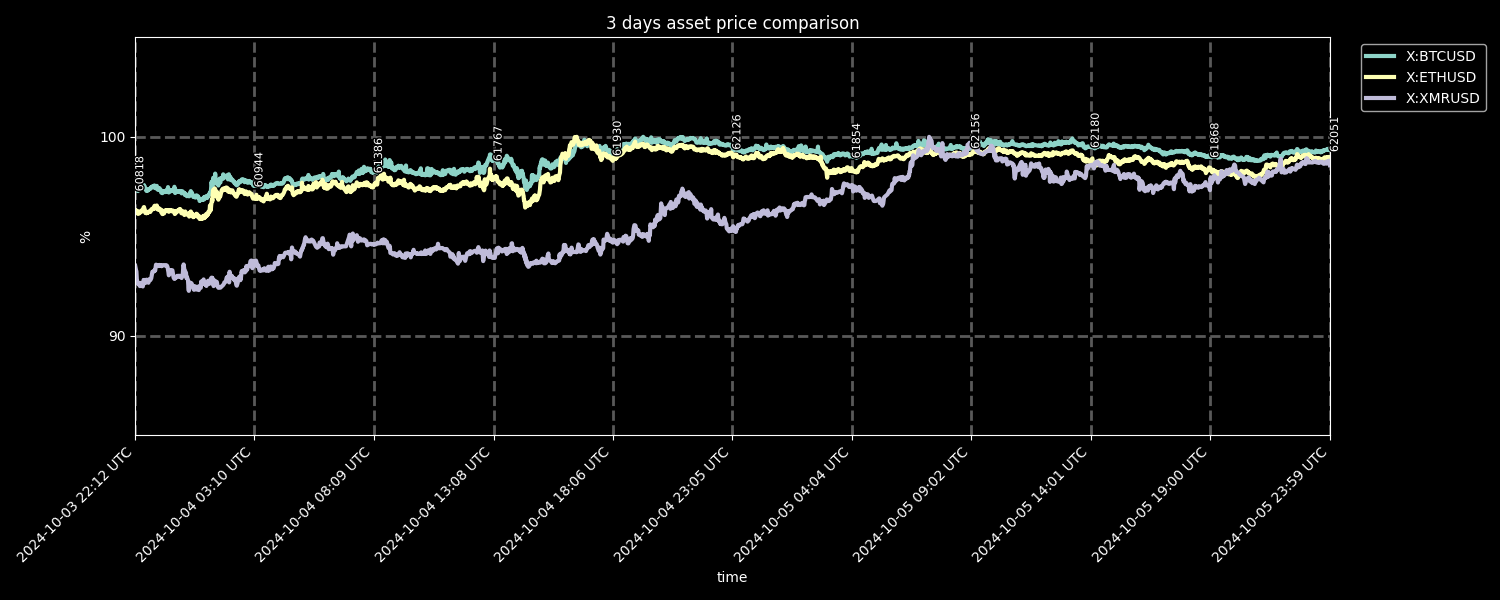 3 days asset price comparison
X:BTCUSD
X:ETHUSD
X:XMRUSD
100
90
%
60818
60944
61386
61767
61930
62126
61854
62156
62180
61868
62051
2024-10-03 22:12 UTC
2024-10-04 03:10 UTC
2024-10-04 08:09 UTC
2024-10-04 13:08 UTC
2024-10-04 18:06 UTC
2024-10-04 23:05 UTC
2024-10-05 04:04 UTC
2024-10-05 09:02 UTC
2024-10-05 14:01 UTC
2024-10-05 19:00 UTC
2024-10-05 23:59 UTC
time